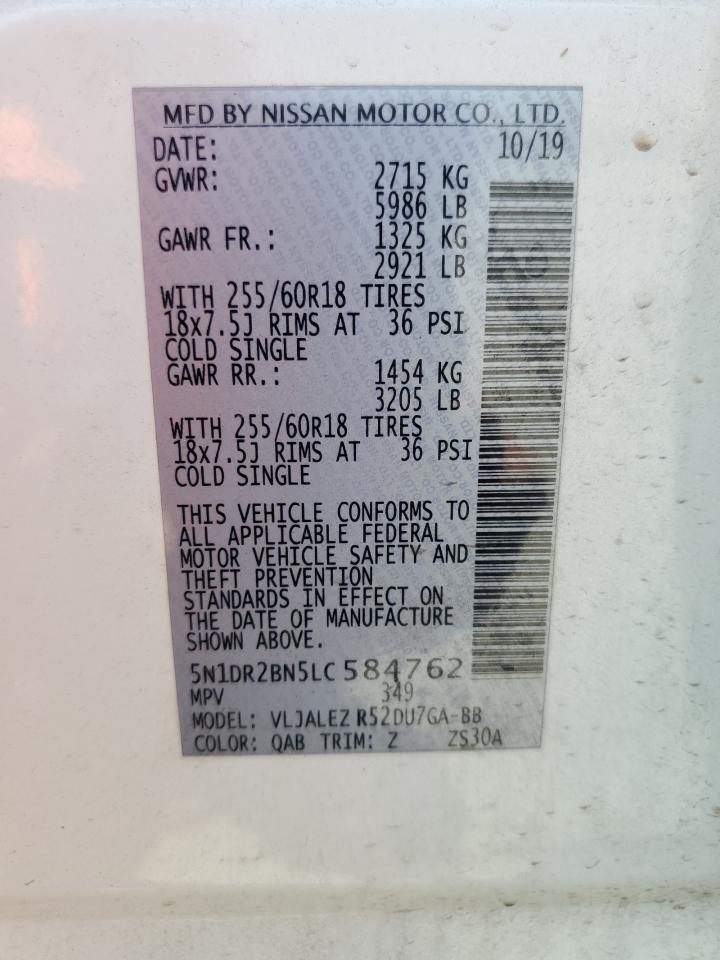 MFD BY NISSAN MOTOR CO., LTD.
DATE: 10/19
GVWR: 2715 KG
5986 LB
GAWR FR.: 1325 KG
2921 LB
WITH 255/60R18 TIRES
18x7.5J RIMS AT 36 PSI
COLD SINGLE
GAWR RR.: 1454 KG
3205 LB
WITH 255/60R18 TIRES
18x7.5J RIMS AT 36 PSI
COLD SINGLE
THIS VEHICLE CONFORMS TO
ALL APPLICABLE FEDERAL
MOTOR VEHICLE SAFETY AND
THEFT PREVENTION
STANDARDS IN EFFECT ON
THE DATE OF MANUFACTURE
SHOWN ABOVE.
5N1DR2BN5LC584762
MPV 349
MODEL: VLJALEZ R52DU7GA-BB
COLOR: QAB TRIM: Z ZS30A